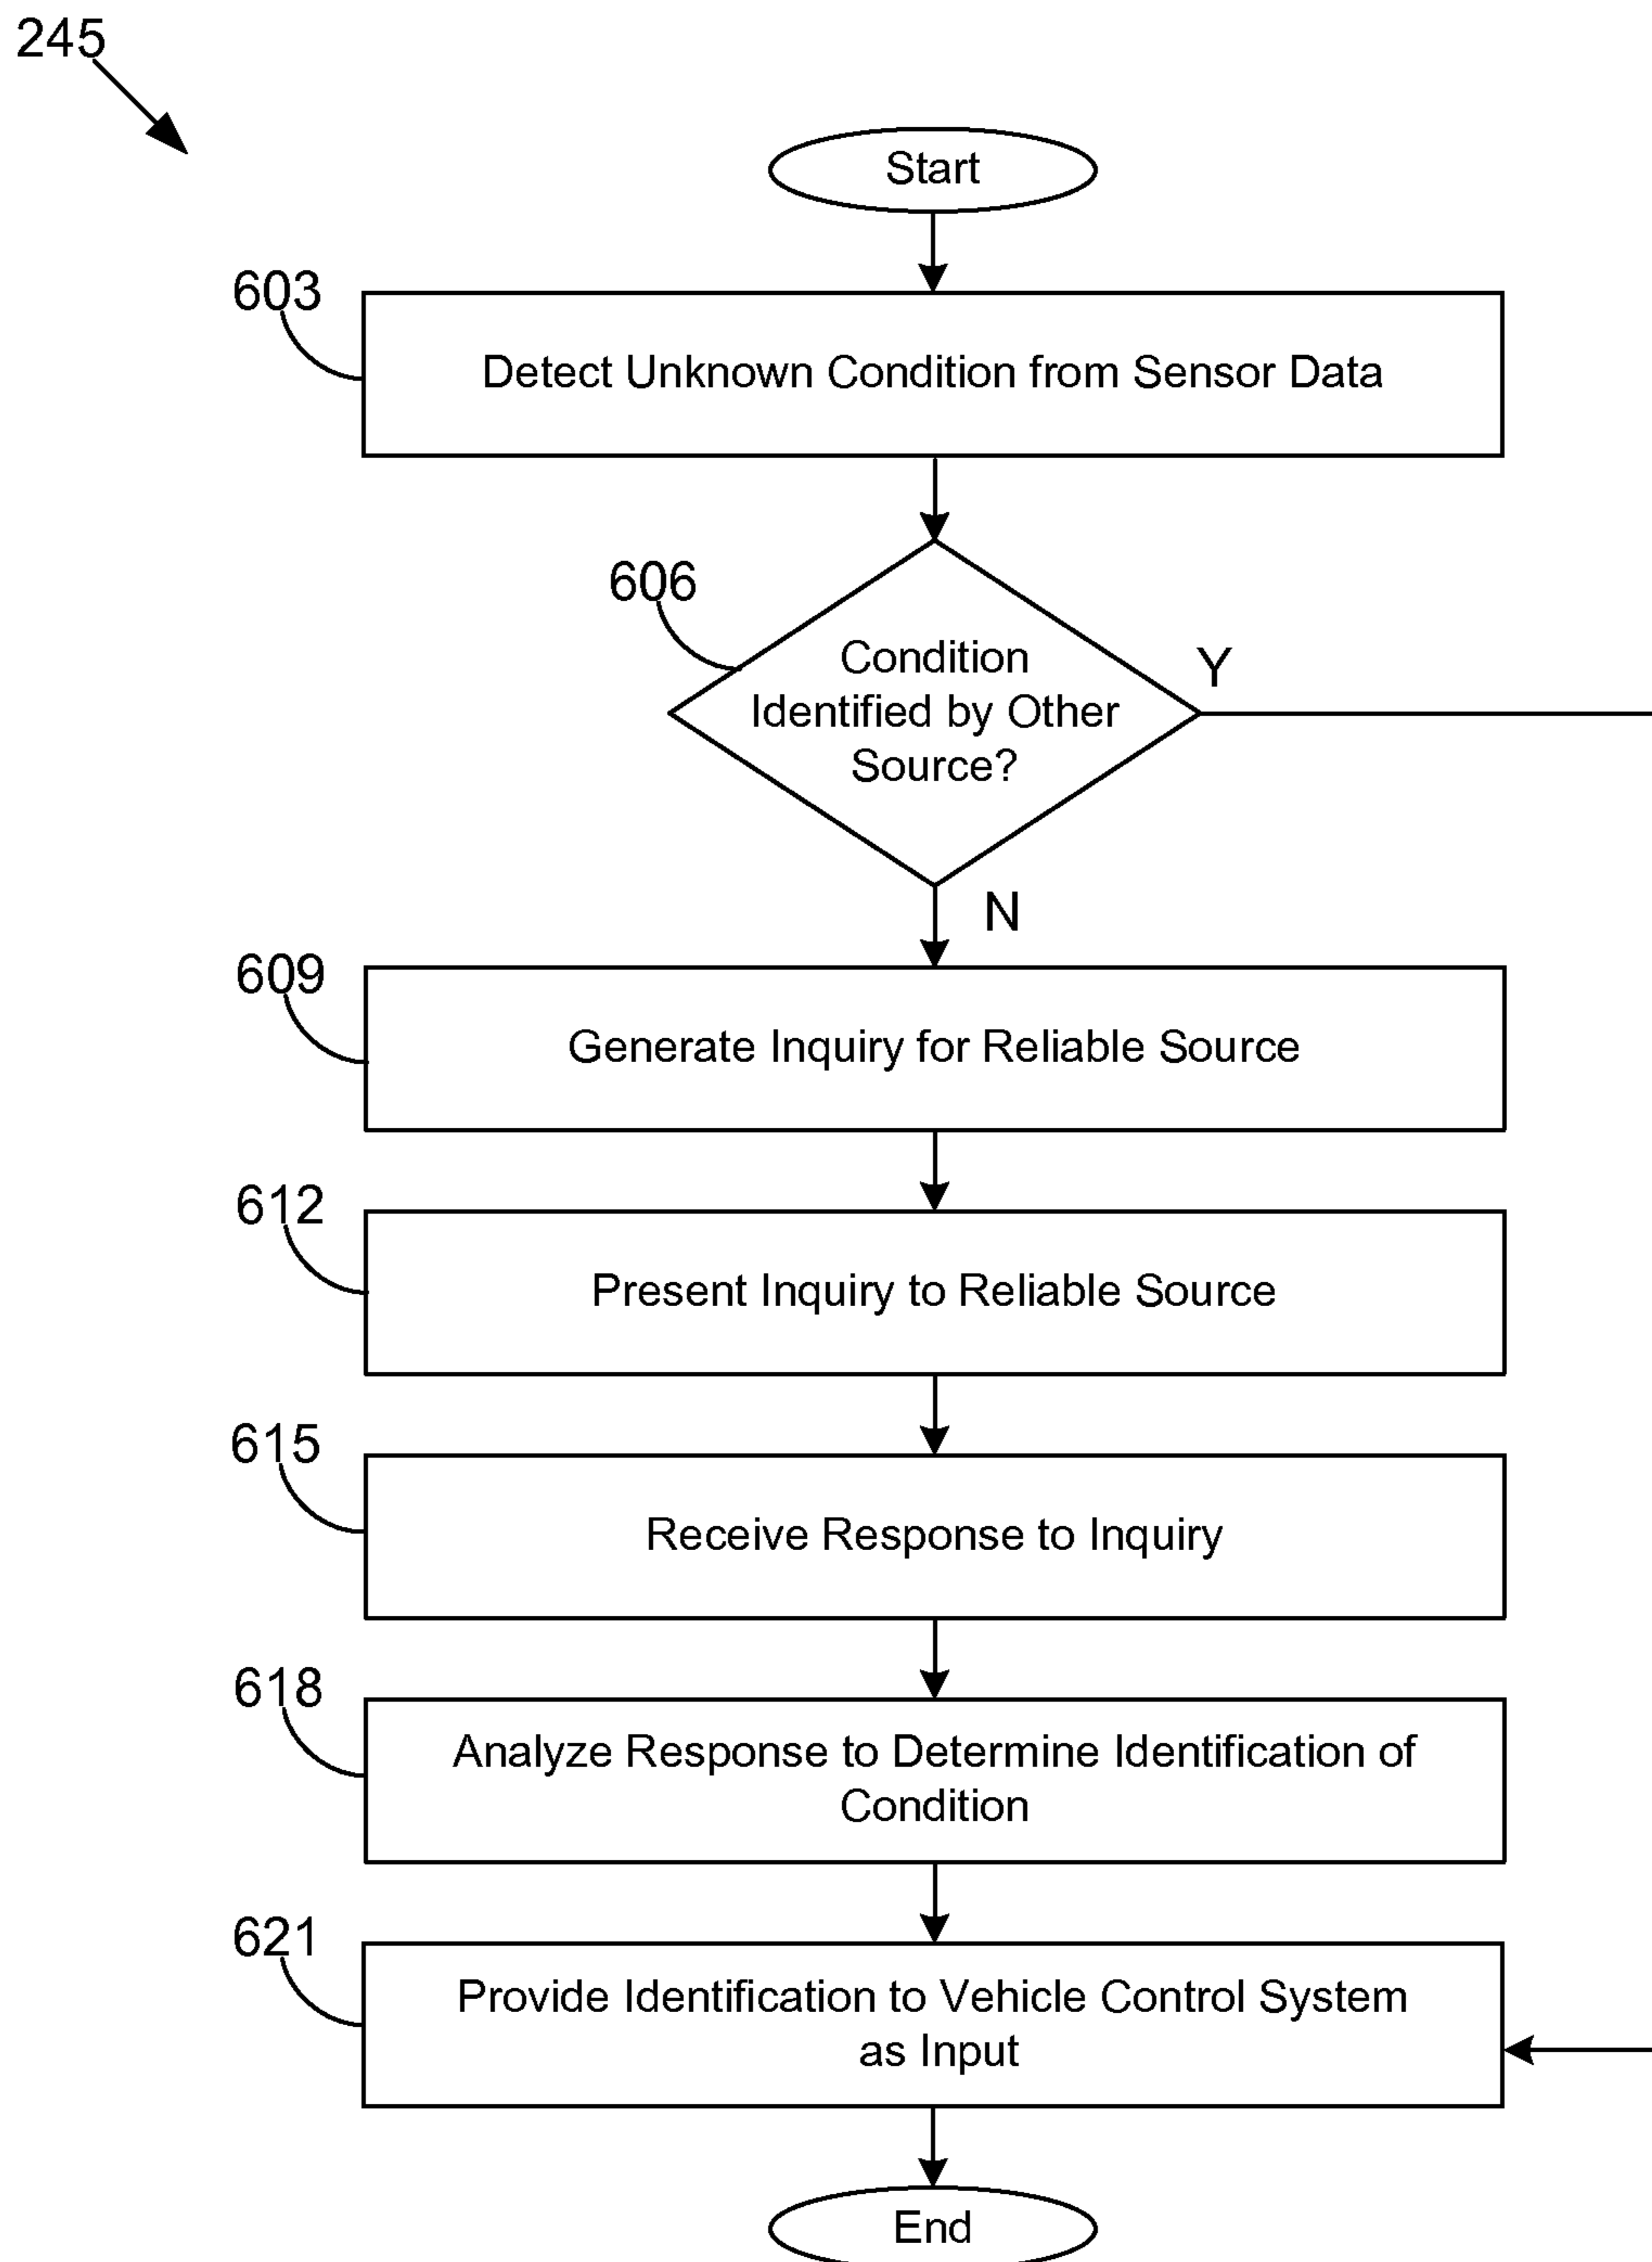 245
Start
603
Detect Unknown Condition from Sensor Data
606
Condition
Identified by Other
Source?
Y
N
609
Generate Inquiry for Reliable Source
612
Present Inquiry to Reliable Source
615
Receive Response to Inquiry
618
Analyze Response to Determine Identification of
Condition
621
Provide Identification to Vehicle Control System
as Input
End